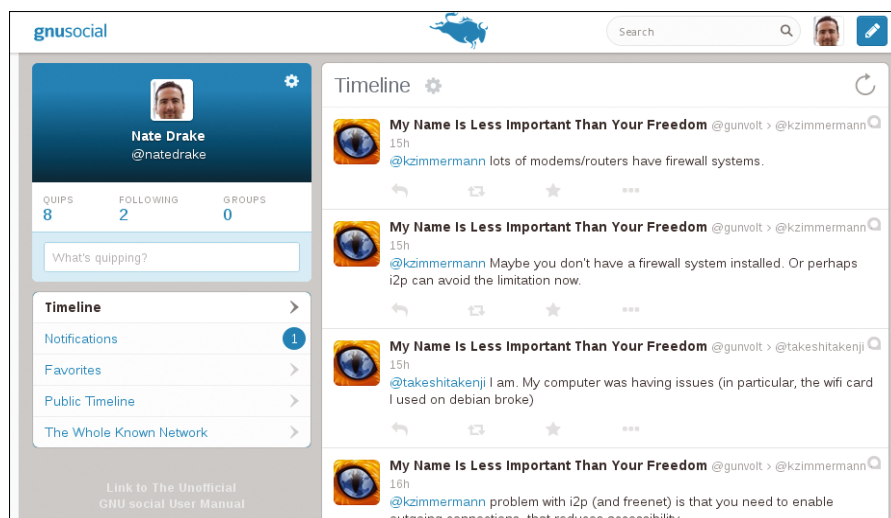 gnusocial
Search
Nate Drake
@natedrake
QUIPS FOLLOWING GROUPS
8 2 0
What's quipping?
Timeline
Notifications 1
Favorites
Public Timeline
The Whole Known Network
Link to The Unofficial
GNU social User Manual
Timeline
My Name Is Less Important Than Your Freedom @gunvolt > @kzimmermann
15h
@kzimmermann lots of modems/routers have firewall systems.
My Name Is Less Important Than Your Freedom @gunvolt > @kzimmermann
15h
@kzimmermann Maybe you don't have a firewall system installed. Or perhaps
i2p can avoid the limitation now.
My Name Is Less Important Than Your Freedom @gunvolt > @takeshitakenji
15h
@takeshitakenji I am. My computer was having issues (in particular, the wifi card
I used on debian broke)
My Name Is Less Important Than Your Freedom @gunvolt > @kzimmermann
16h
@kzimmermann problem with i2p (and freenet) is that you need to enable
outgoing connections, that reduces accessibility